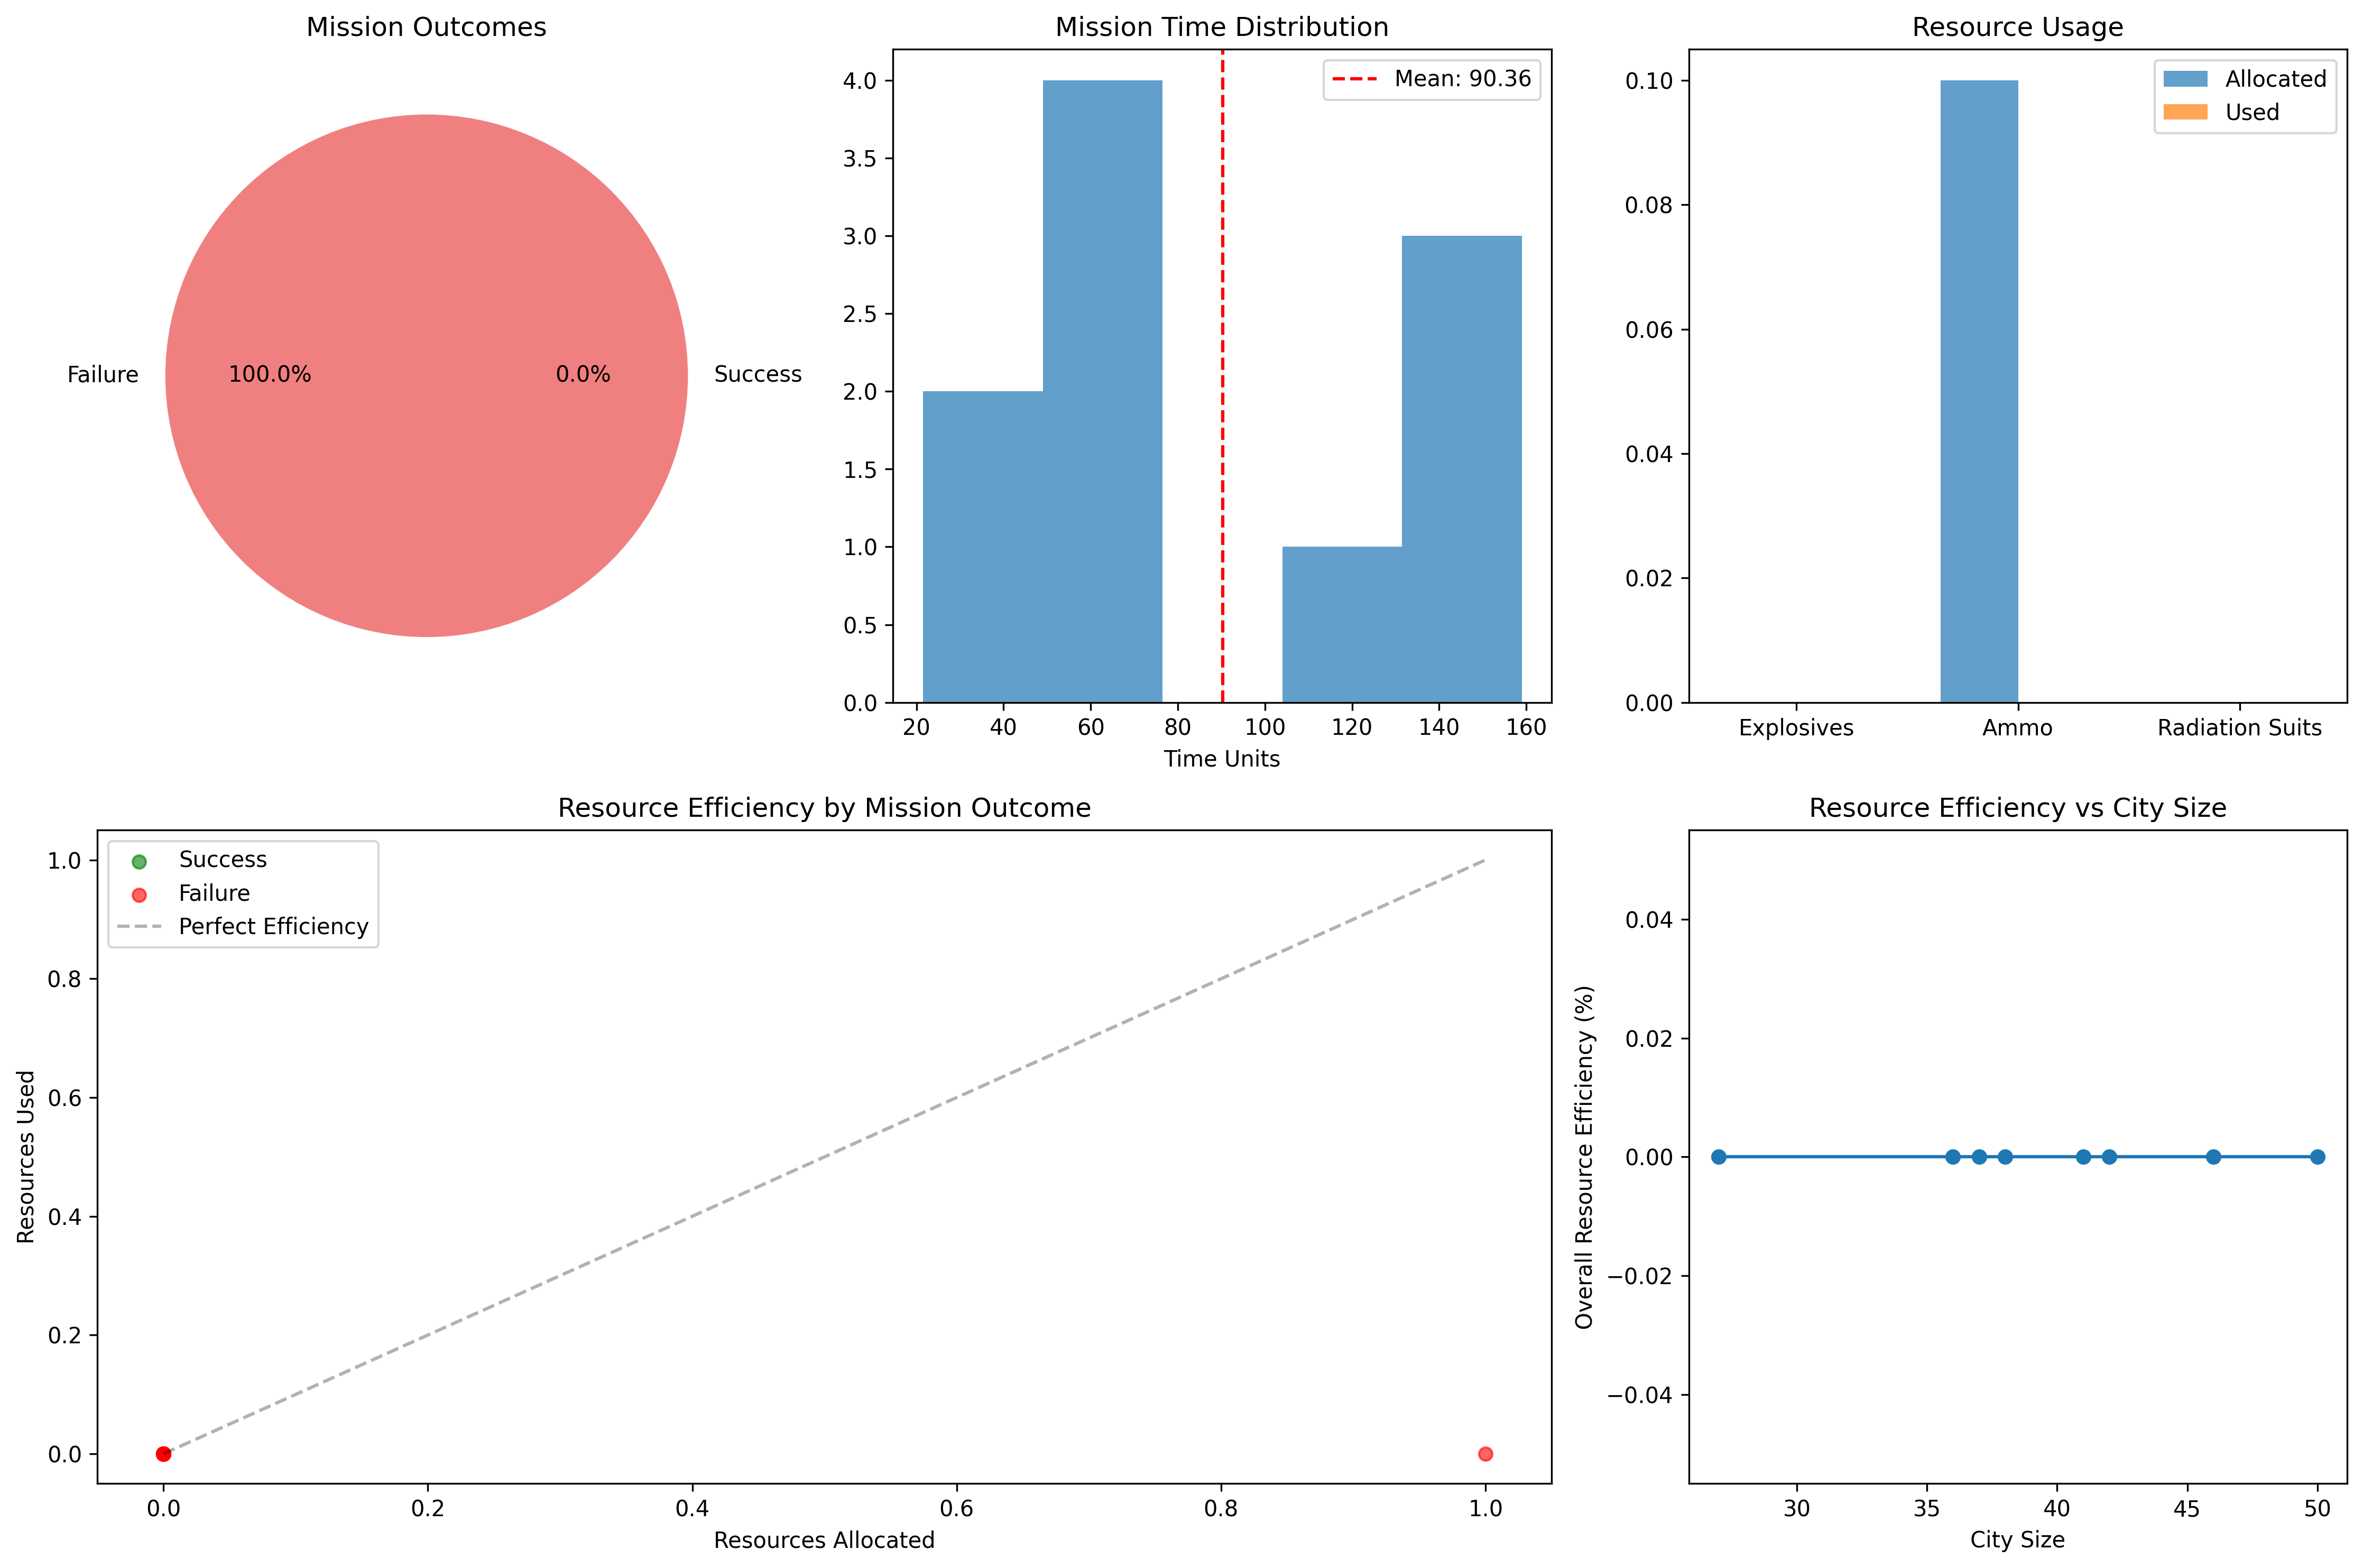 Mission Outcomes
Failure
100.0%
0.0%
Success
Mission Time Distribution
Mean: 90.36
4.0
3.5
3.0
2.5
2.0
1.5
1.0
0.5
0.0
20 40 60 80 100 120 140 160
Time Units
Resource Usage
Allocated
Used
0.10
0.08
0.06
0.04
0.02
0.00
Explosives Ammo Radiation Suits
Resource Efficiency by Mission Outcome
Success
Failure
Perfect Efficiency
Resources Used
1.0
0.8
0.6
0.4
0.2
0.0
0.0 0.2 0.4 0.6 0.8 1.0
Resources Allocated
Resource Efficiency vs City Size
Overall Resource Efficiency (%)
0.04
0.02
0.00
−0.02
−0.04
30 35 40 45 50
City Size